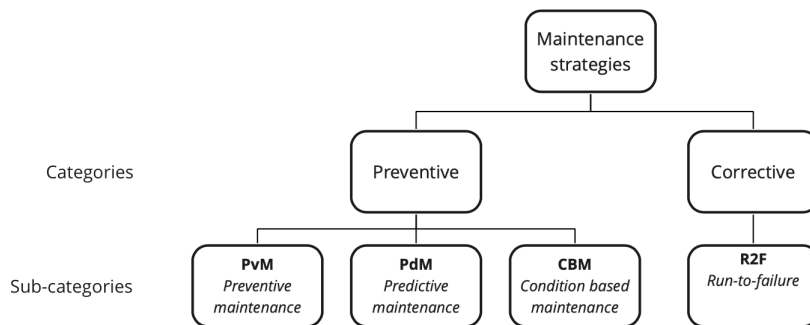 Maintenance
strategies
Categories
Preventive
Corrective
Sub-categories
PvM
Preventive
maintenance
PdM
Predictive
maintenance
CBM
Condition based
maintenance
R2F
Run-to-failure